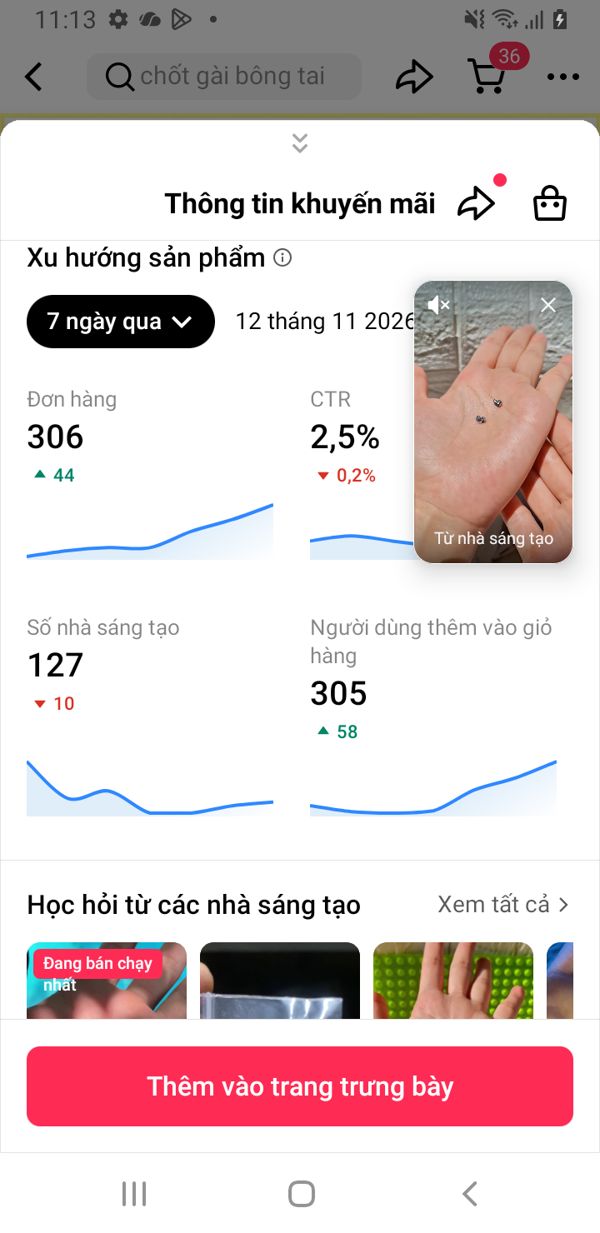 11:13
chốt gài bông tai
36
Thông tin khuyến mãi
Xu hướng sản phẩm
7 ngày qua
12 tháng 11 2026
Đơn hàng
306
44
CTR
2,5%
0,2%
Từ nhà sáng tạo
Số nhà sáng tạo
127
10
Người dùng thêm vào giỏ
hàng
305
58
Học hỏi từ các nhà sáng tạo
Xem tất cả
Đang bán chạy
nhất
Thêm vào trang trưng bày